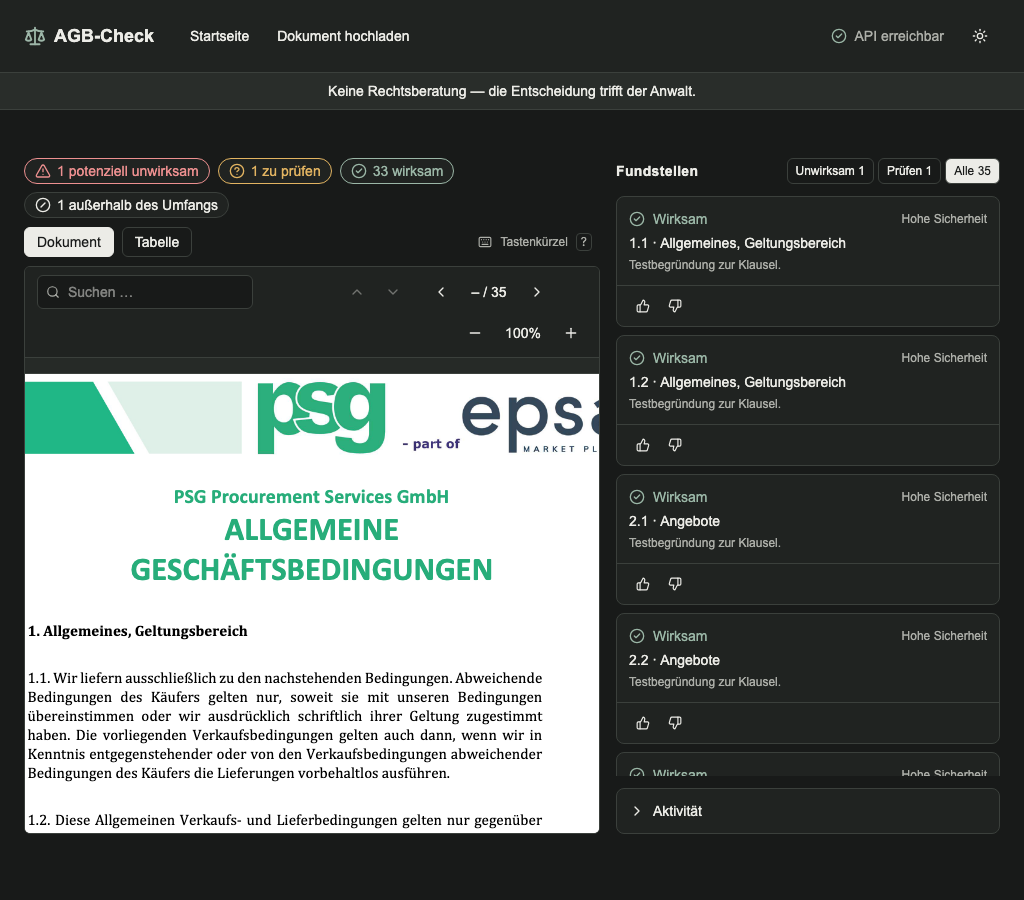 AGB-Check
Startseite
Dokument hochladen
API erreichbar
Keine Rechtsberatung — die Entscheidung trifft der Anwalt.
1 potenziell unwirksam
1 zu prüfen
33 wirksam
1 außerhalb des Umfangs
Dokument
Tabelle
Tastenkürzel ?
Suchen …
– / 35
100%
psg
- part of
epsa
MARKET PL
PSG Procurement Services GmbH
ALLGEMEINE
GESCHÄFTSBEDINGUNGEN
1. Allgemeines, Geltungsbereich
1.1. Wir liefern ausschließlich zu den nachstehenden Bedingungen. Abweichende
Bedingungen des Käufers gelten nur, soweit sie mit unseren Bedingungen
übereinstimmen oder wir ausdrücklich schriftlich ihrer Geltung zugestimmt
haben. Die vorliegenden Verkaufsbedingungen gelten auch dann, wenn wir in
Kenntnis entgegenstehender oder von den Verkaufsbedingungen abweichender
Bedingungen des Käufers die Lieferungen vorbehaltlos ausführen.
1.2. Diese Allgemeinen Verkaufs- und Lieferbedingungen gelten nur gegenüber
Fundstellen
Unwirksam 1
Prüfen 1
Alle 35
Wirksam
Hohe Sicherheit
1.1 · Allgemeines, Geltungsbereich
Testbegründung zur Klausel.
Wirksam
Hohe Sicherheit
1.2 · Allgemeines, Geltungsbereich
Testbegründung zur Klausel.
Wirksam
Hohe Sicherheit
2.1 · Angebote
Testbegründung zur Klausel.
Wirksam
Hohe Sicherheit
2.2 · Angebote
Testbegründung zur Klausel.
Wirksam
Hohe Sicherheit
Aktivität